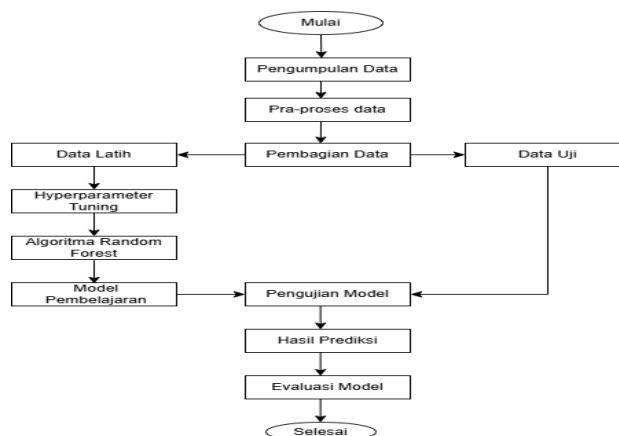 Mulai
Pengumpulan Data
Pra-proses data
Data Latih
Pembagian Data
Data Uji
Hyperparameter
Tuning
Algoritma Random
Forest
Model
Pembelajaran
Pengujian Model
Hasil Prediksi
Evaluasi Model
Selesai